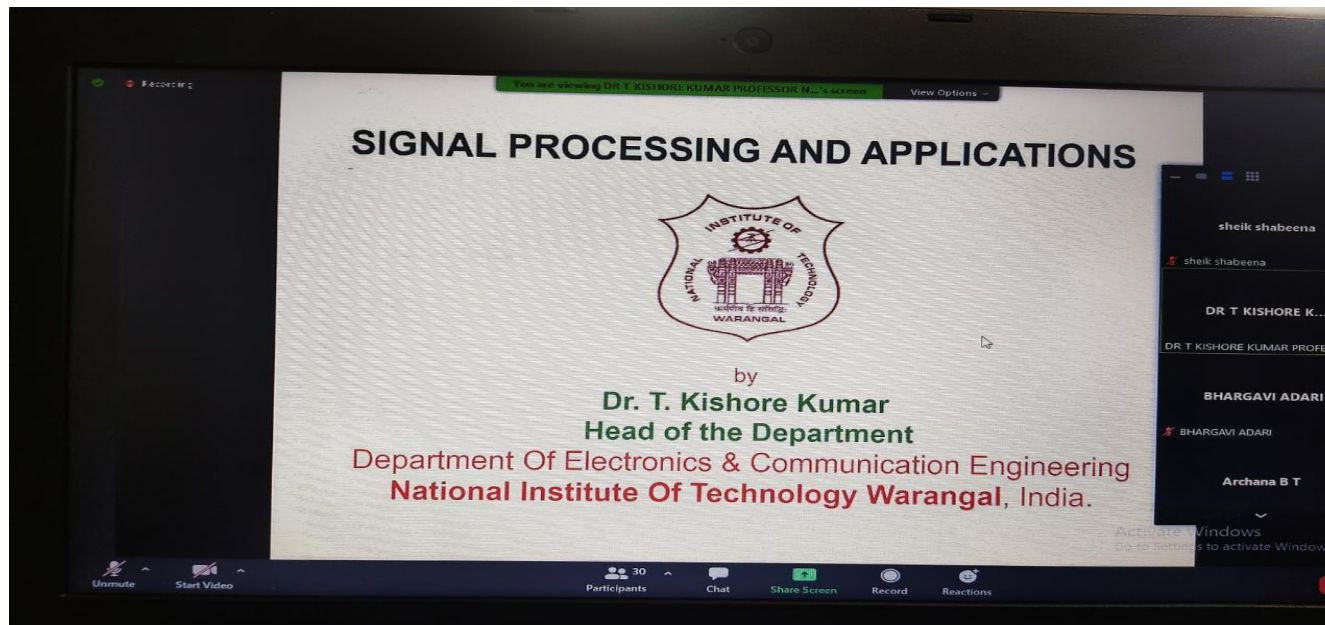 Recording
You are viewing DR T KISHORE KUMAR PROFESSOR N...'s screen
View Options
SIGNAL PROCESSING AND APPLICATIONS
NATIONAL INSTITUTE OF TECHNOLOGY
WARANGAL
by
Dr. T. Kishore Kumar
Head of the Department
Department Of Electronics & Communication Engineering
National Institute Of Technology Warangal, India.
sheik shabeena
sheik shabeena
DR T KISHORE K...
DR T KISHORE KUMAR PROFE
BHARGAVI ADARI
BHARGAVI ADARI
Archana B T
Activate Windows
Go to Settings to activate Window
Unmute
Start Video
30
Participants
Chat
Share Screen
Record
Reactions